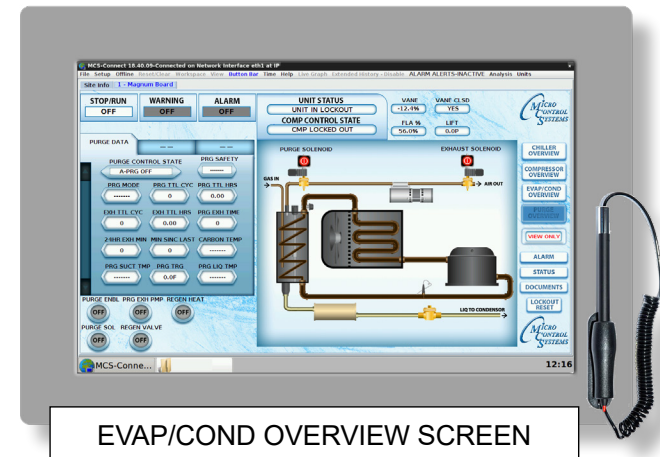 MCS-Connect 18.40.09-Connected on Network Interface eth1 at IP
File Setup Offline Reset/Clear Workspace View Button Bar Time Help Live Graph Extended History - Disable ALARM ALERTS-INACTIVE Analysis Units
Site Info 1 - Magnum Board
STOP/RUN WARNING ALARM
OFF OFF OFF
UNIT STATUS
UNIT IN LOCKOUT
COMP CONTROL STATE
CMP LOCKED OUT
VANE VANE CLSD
-12.4% YES
FLA % LIFT
56.0% 0.0P
MICRO
CONTROL
SYSTEMS
PURGE DATA -- -- -- --
PURGE CONTROL STATE PRG SAFETY
A-PRG OFF ------
PRG MODE PRG TTL CYC PRG TTL HRS
------- 0 0.00
EXH TTL CYC EXH TTL HRS PRG EXH TIME
0 0.00 0
24HR EXH MIN MIN SINC LAST CARBON TEMP
0 0 -------
PRG SUCT TMP PRG TRG PRG LIQ TMP
------- 0.0F -------
PURGE ENBL PRG EXH PMP REGEN HEAT
OFF OFF OFF
PURGE SOL REGEN VALVE
OFF OFF
PURGE SOLENOID EXHAUST SOLENOID
GAS IN
AIR OUT
LIQ TO CONDENSOR
CHILLER
OVERVIEW
COMPRESSOR
OVERVIEW
EVAP/COND
OVERVIEW
PURGE
OVERVIEW
VIEW ONLY
ALARM
STATUS
DOCUMENTS
LOCKOUT
RESET
MICRO
CONTROL
SYSTEMS
MCS-Conne...
12:16
EVAP/COND OVERVIEW SCREEN